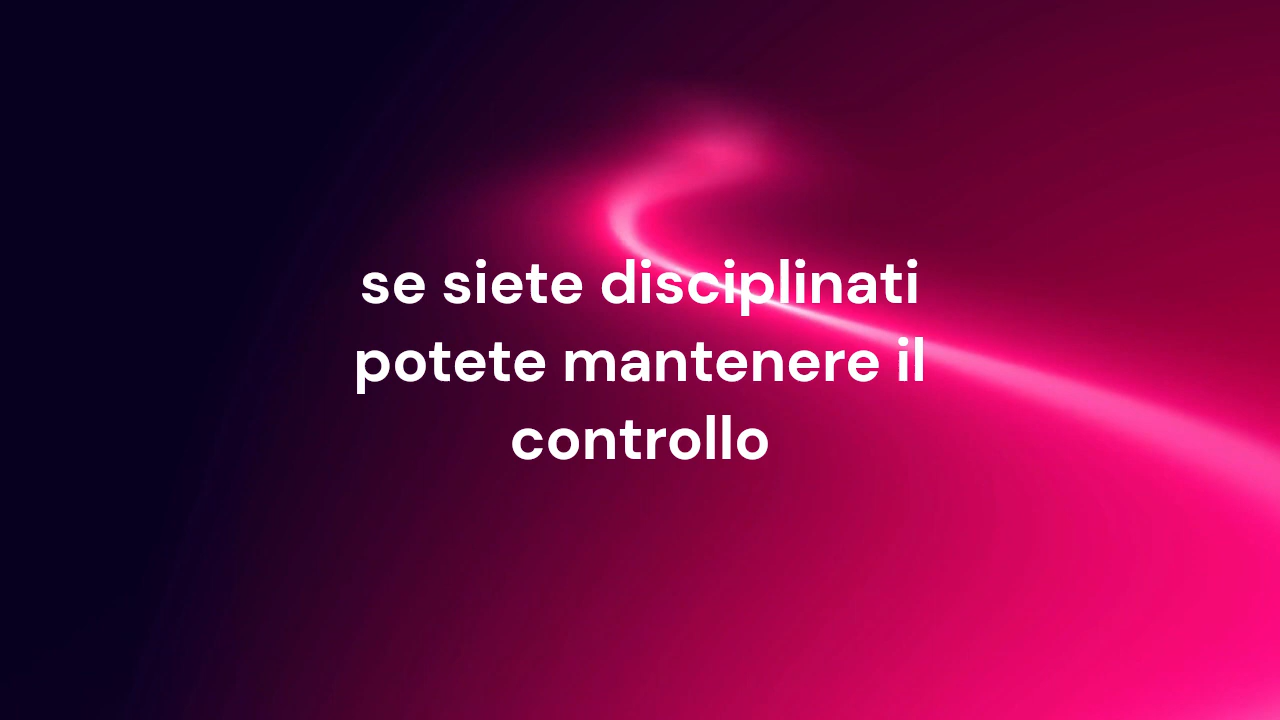 se siete disciplinati
potete mantenere il
controllo